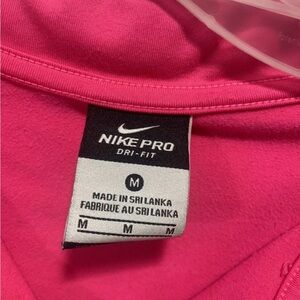 NIKE PRO
DRI-FIT
M
MADE IN SRI LANKA
FABRIQUE AU SRI LANKA
M M M